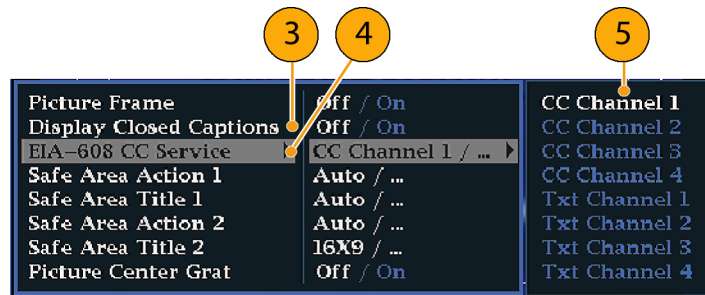 3 4 5
Picture Frame Off / On CC Channel 1
Display Closed Captions Off / On CC Channel 2
EIA-608 CC Service CC Channel 1 / ... CC Channel 3
Safe Area Action 1 Auto / ... CC Channel 4
Safe Area Title 1 Auto / ... Txt Channel 1
Safe Area Action 2 Auto / ... Txt Channel 2
Safe Area Title 2 16X9 / ... Txt Channel 3
Picture Center Grat Off / On Txt Channel 4